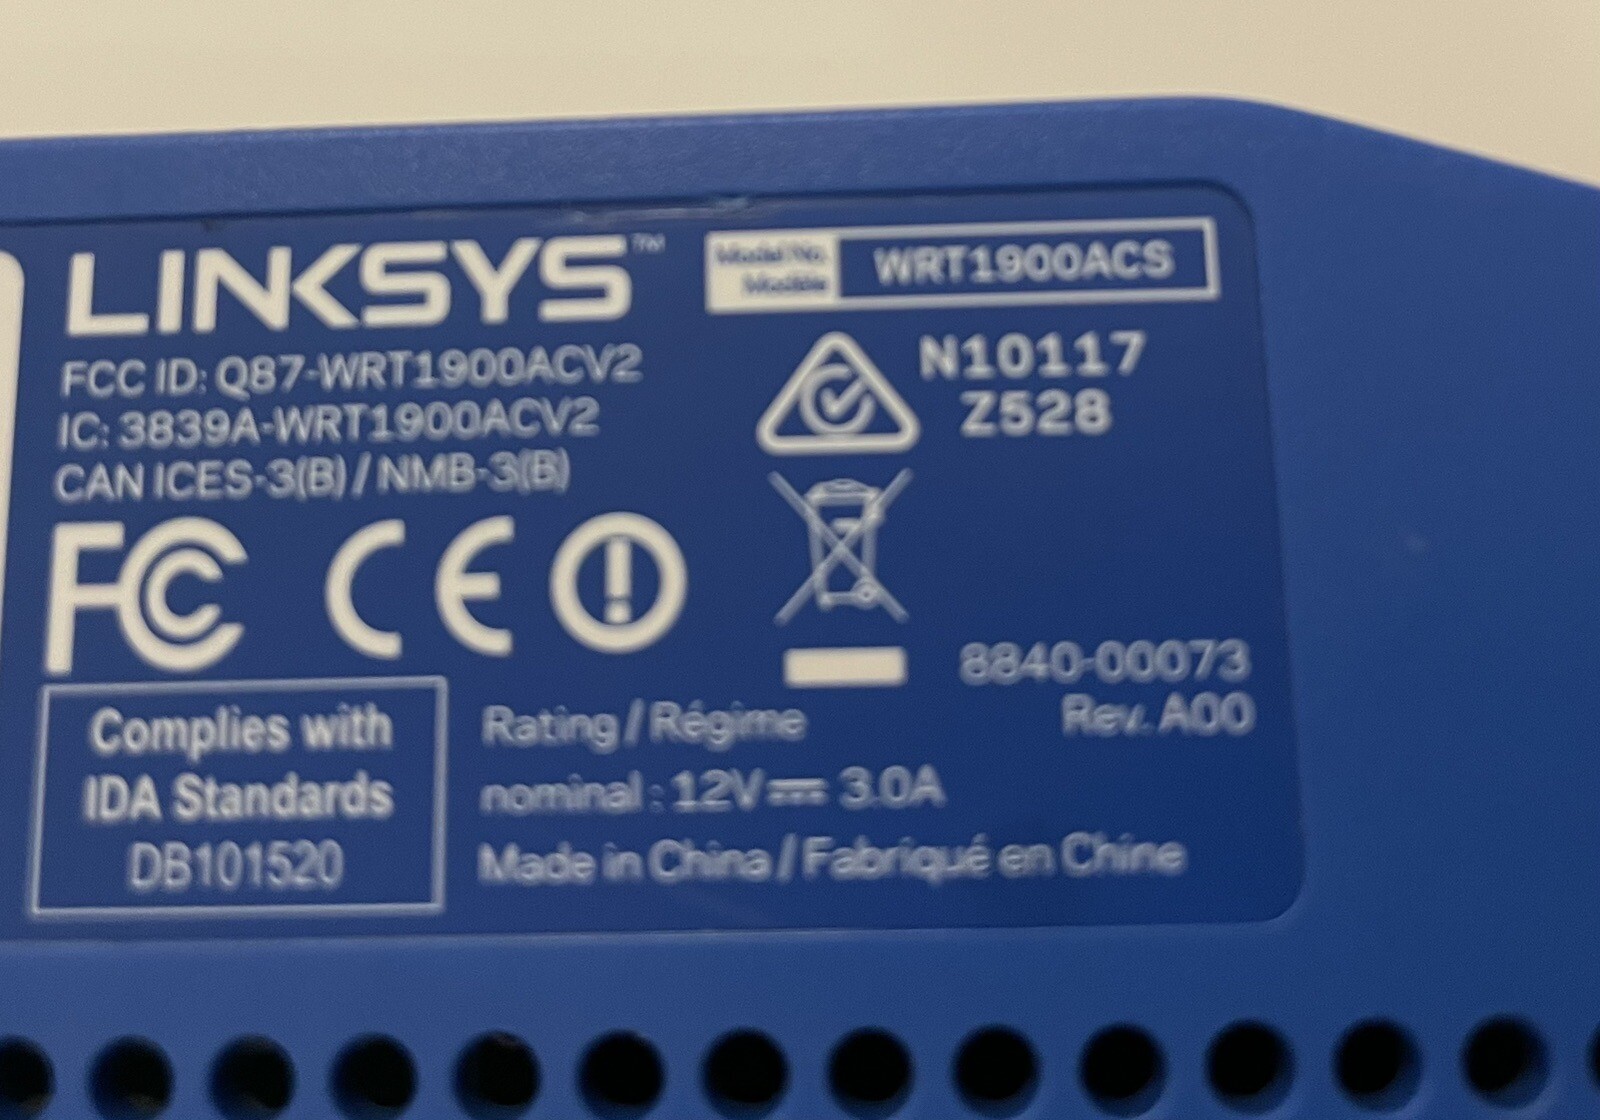 LINKSYS™
Model No.
Modèle
WRT1900ACS
FCC ID: Q87-WRT1900ACV2
IC: 3839A-WRT1900ACV2
CAN ICES-3(B) / NMB-3(B)
N10117
Z528
FC CE
8840-00073
Rev. A00
Complies with
IDA Standards
DB101520
Rating / Régime
nominal : 12V⎓ 3.0A
Made in China / Fabriqué en Chine